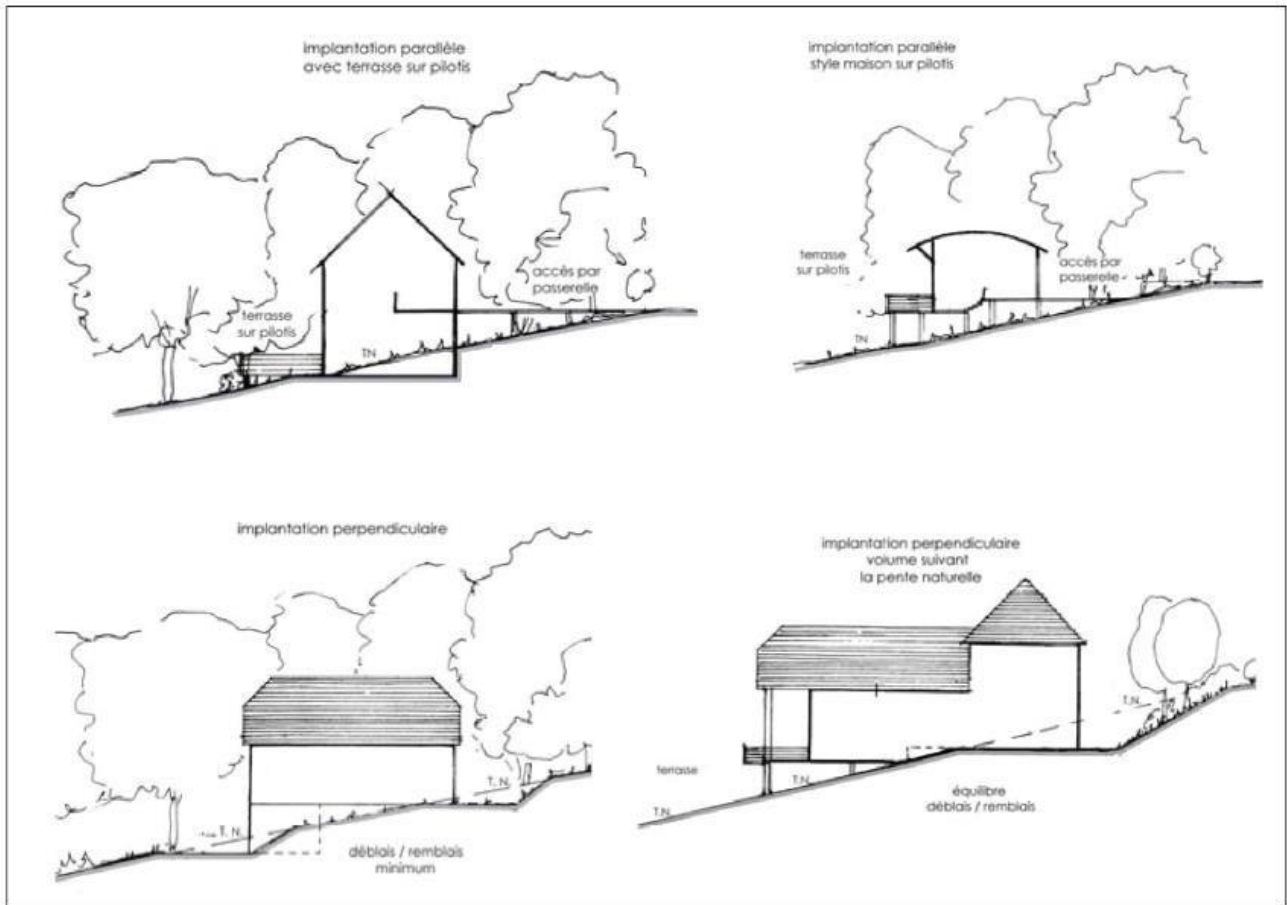 implantation parallèle
avec terrasse sur pilotis
terrasse
sur pilotis
T.N.
accès par
passerelle
implantation parallèle
style maison sur pilotis
terrasse
sur pilotis
T.N
accès par
passerelle
implantation perpendiculaire
T. N.
T. N.
déblais / remblais
minimum
implantation perpendiculaire
volume suivant
la pente naturelle
T.N.
terrasse
T.N.
T.N.
équilibre
déblais / remblais